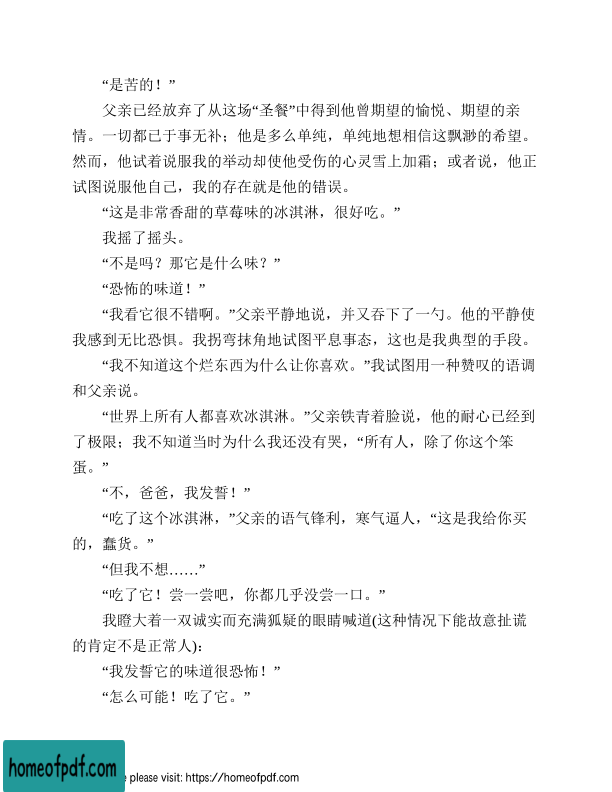 “是苦的！”
父亲已经放弃了从这场“圣餐”中得到他曾期望的愉悦、期望的亲
情。一切都已于事无补；他是多么单纯，单纯地想相信这飘渺的希望。
然而，他试着说服我的举动却使他受伤的心灵雪上加霜；或者说，他正
试图说服他自己，我的存在就是他的错误。
“这是非常香甜的草莓味的冰淇淋，很好吃。”
我摇了摇头。
“不是吗？那它是什么味？”
“恐怖的味道！”
“我看它很不错啊。”父亲平静地说，并又吞下了一勺。他的平静使
我感到无比恐惧。我拐弯抹角地试图平息事态，这也是我典型的手段。
“我不知道这个烂东西为什么让你喜欢。”我试图用一种赞叹的语调
和父亲说。
“世界上所有人都喜欢冰淇淋。”父亲铁青着脸说，他的耐心已经到
了极限；我不知道当时为什么我还没有哭，“所有人，除了你这个笨
蛋。”
“不，爸爸，我发誓！”
“吃了这个冰淇淋，”父亲的语气锋利，寒气逼人，“这是我给你买
的，蠢货。”
“但我不想……”
“吃了它！尝一尝吧，你都几乎没尝一口。”
我瞪大着一双诚实而充满狐疑的眼睛喊道(这种情况下能故意扯谎
的肯定不是正常人)：
“我发誓它的味道很恐怖！”
“怎么可能！吃了它。”
homeofpdf.com
e please visit: https://homeofpdf.com